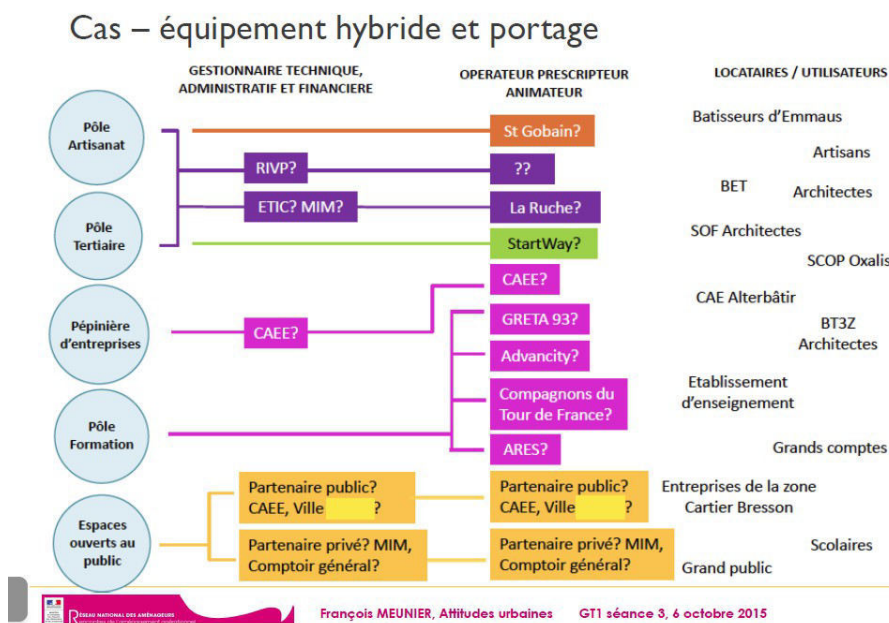 Cas – équipement hybride et portage
GESTIONNAIRE TECHNIQUE,
ADMINISTRATIF ET FINANCIERE
OPERATEUR PRESCRIPTEUR
ANIMATEUR
LOCATAIRES / UTILISATEURS
Pôle
Artisanat
Pôle
Tertiaire
Pépinière
d'entreprises
Pôle
Formation
Espaces
ouverts au
public
RIVP?
ETIC? MIM?
CAEE?
Partenaire public?
CAEE, Ville ?
Partenaire privé? MIM,
Comptoir général?
St Gobain?
??
La Ruche?
StartWay?
CAEE?
GRETA 93?
Advancity?
Compagnons du
Tour de France?
ARES?
Partenaire public?
CAEE, Ville ?
Partenaire privé? MIM,
Comptoir général?
Batisseurs d'Emmaus
Artisans
BET
Architectes
SOF Architectes
SCOP Oxalis
CAE Alterbâtir
BT3Z
Architectes
Etablissement
d'enseignement
Grands comptes
Entreprises de la zone
Cartier Bresson
Scolaires
Grand public
RÉSEAU NATIONAL DES AMÉNAGEURS
François MEUNIER, Attitudes urbaines GT1 séance 3, 6 octobre 2015